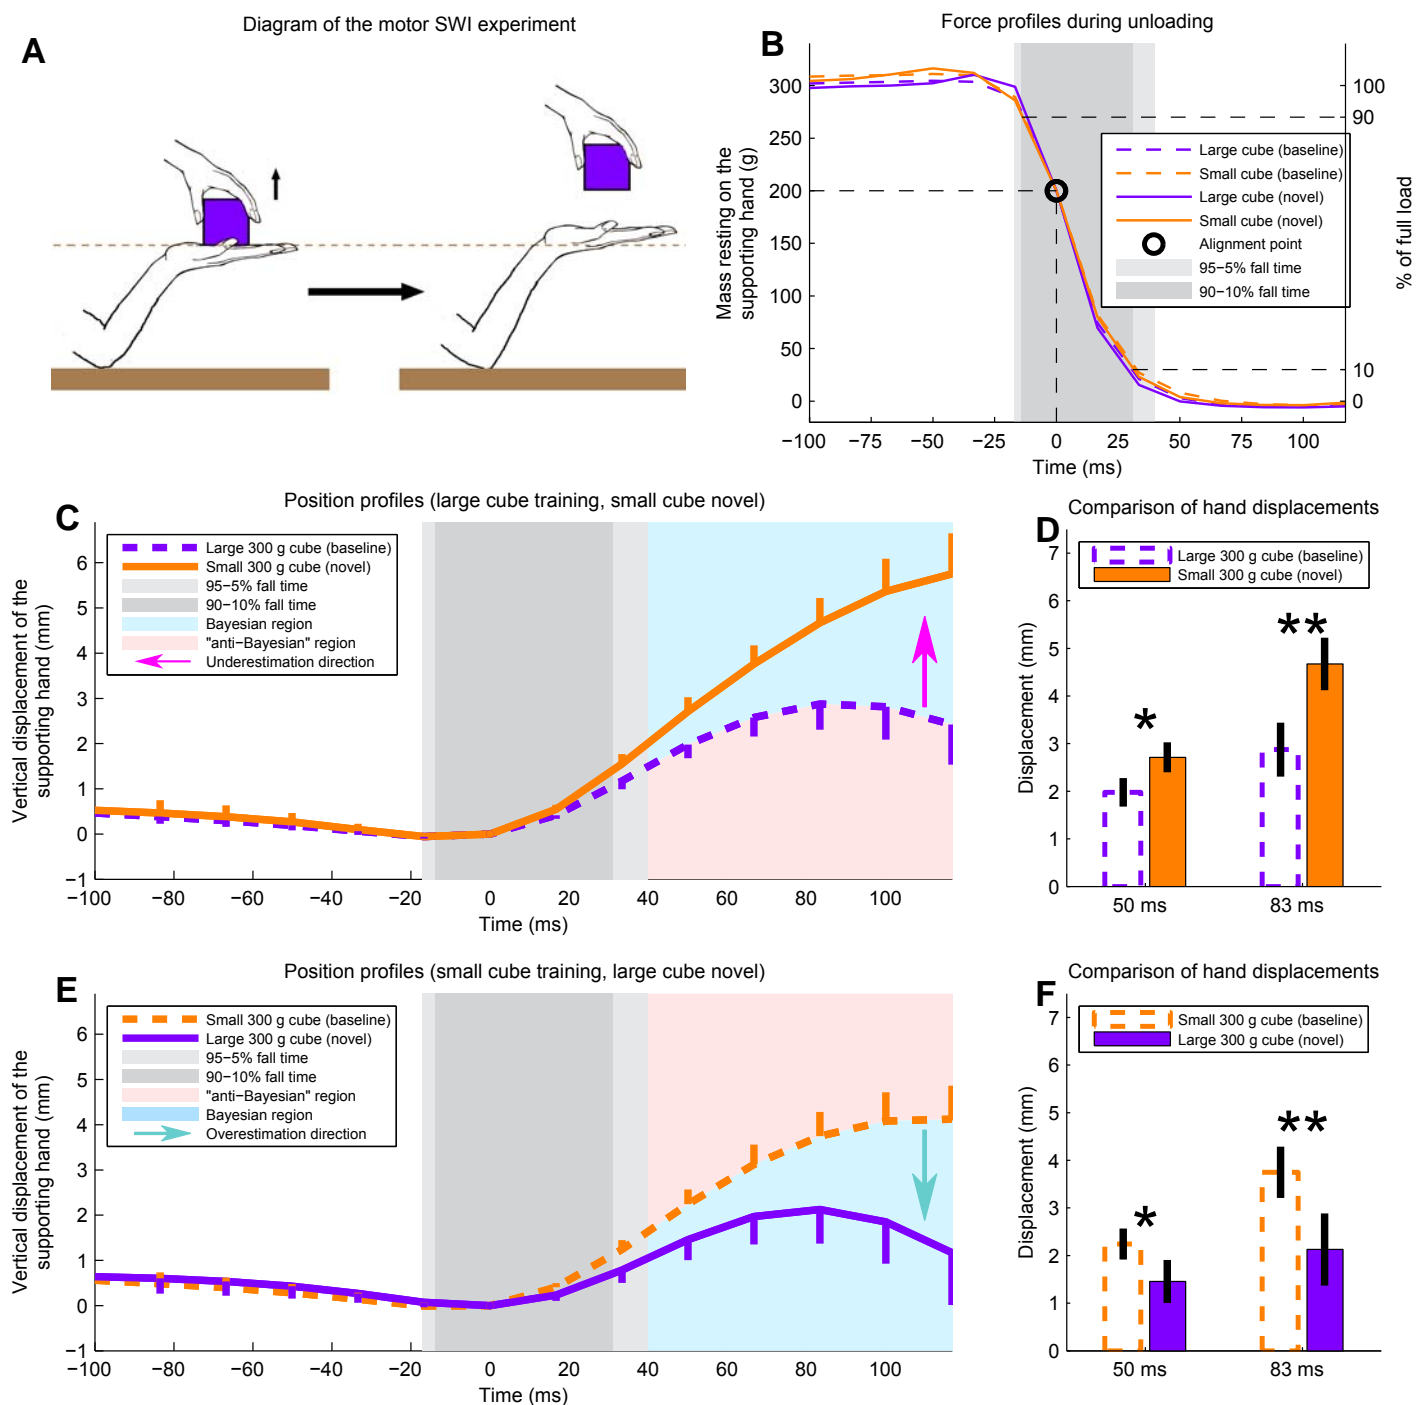 Diagram of the motor SWI experiment
A
Force profiles during unloading
B
Mass resting on the
supporting hand (g)
300
250
200
150
100
50
0
100
90
10
0
% of full load
Large cube (baseline)
Small cube (baseline)
Large cube (novel)
Small cube (novel)
Alignment point
95−5% fall time
90−10% fall time
−100 −75 −50 −25 0 25 50 75 100
Time (ms)
Position profiles (large cube training, small cube novel)
C
Vertical displacement of the
supporting hand (mm)
6
5
4
3
2
1
0
−1
Large 300 g cube (baseline)
Small 300 g cube (novel)
95−5% fall time
90−10% fall time
Bayesian region
"anti−Bayesian" region
Underestimation direction
−100 −80 −60 −40 −20 0 20 40 60 80 100
Time (ms)
Comparison of hand displacements
D
Displacement (mm)
7
6
5
4
3
2
1
0
Large 300 g cube (baseline)
Small 300 g cube (novel)
*
**
50 ms 83 ms
Position profiles (small cube training, large cube novel)
E
Vertical displacement of the
supporting hand (mm)
6
5
4
3
2
1
0
−1
Small 300 g cube (baseline)
Large 300 g cube (novel)
95−5% fall time
90−10% fall time
"anti−Bayesian" region
Bayesian region
Overestimation direction
−100 −80 −60 −40 −20 0 20 40 60 80 100
Time (ms)
Comparison of hand displacements
F
Displacement (mm)
7
6
5
4
3
2
1
0
Small 300 g cube (baseline)
Large 300 g cube (novel)
*
**
50 ms 83 ms